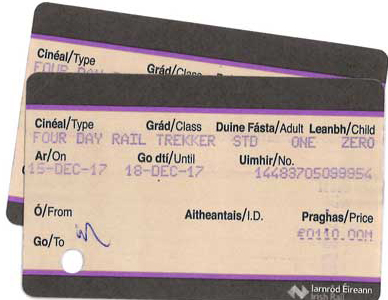 Cinéal/Type Grád/Class
FOUR DAY
Cinéal/Type Grád/Class Duine Fásta/Adult Leanbh/Child
FOUR DAY RAIL TREKKER STD ONE ZERO
Ar/On Go dtí/Until Uimhir/No.
15-DEC-17 18-DEC-17 14483705098954
Ó/From Aitheantais/I.D. Praghas/Price
€0110.00M
Go/To
Iarnród Éireann
Irish Rail